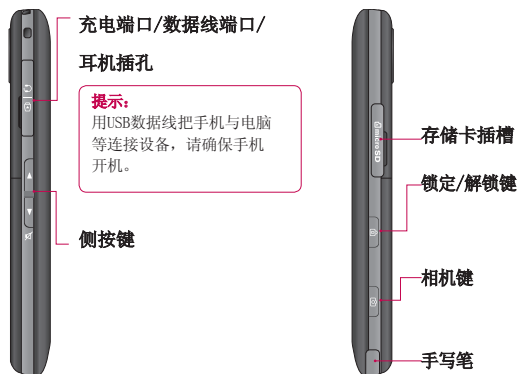 充电端口/数据线端口/
耳机插孔
提示:
用USB数据线把手机与电脑
等连接设备，请确保手机
开机。
侧按键
micro SD
存储卡插槽
锁定/解锁键
相机键
手写笔